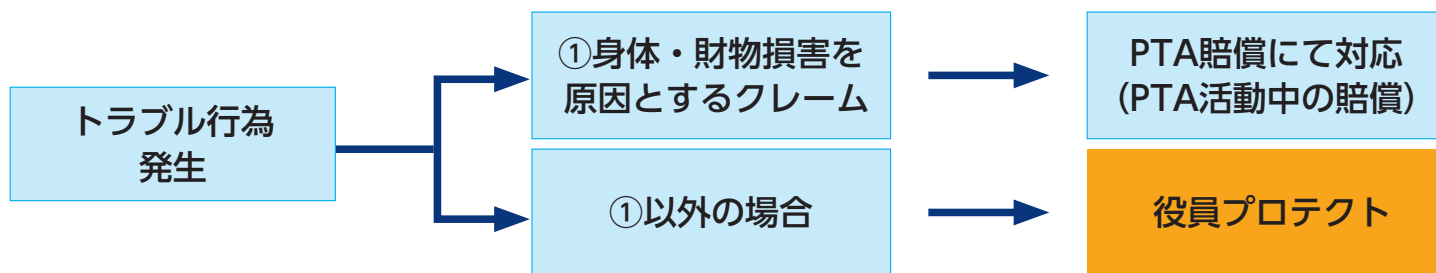 トラブル行為
発生
①身体・財物損害を
原因とするクレーム
PTA賠償にて対応
(PTA活動中の賠償)
①以外の場合
役員プロテクト